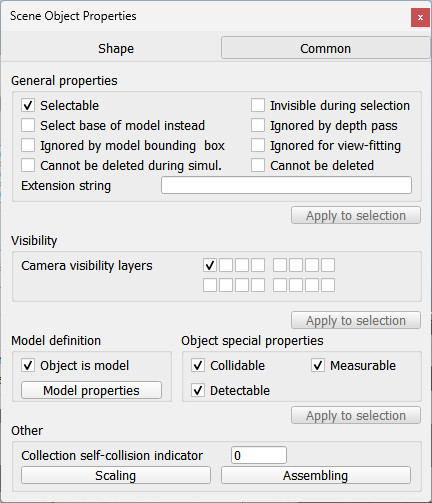 Scene Object Properties x
Shape Common
General properties
Selectable Invisible during selection
Select base of model instead Ignored by depth pass
Ignored by model bounding box Ignored for view-fitting
Cannot be deleted during simul. Cannot be deleted
Extension string
Apply to selection
Visibility
Camera visibility layers
Apply to selection
Model definition Object special properties
Object is model Collidable Measurable
Model properties Detectable
Apply to selection
Other
Collection self-collision indicator 0
Scaling Assembling